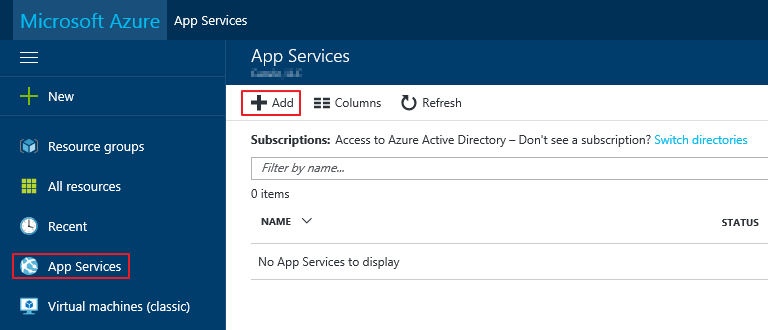 Microsoft Azure App Services
New
Resource groups
All resources
Recent
App Services
Virtual machines (classic)
App Services
Add Columns Refresh
Subscriptions: Access to Azure Active Directory – Don't see a subscription? Switch directories
Filter by name...
0 items
NAME STATUS
No App Services to display